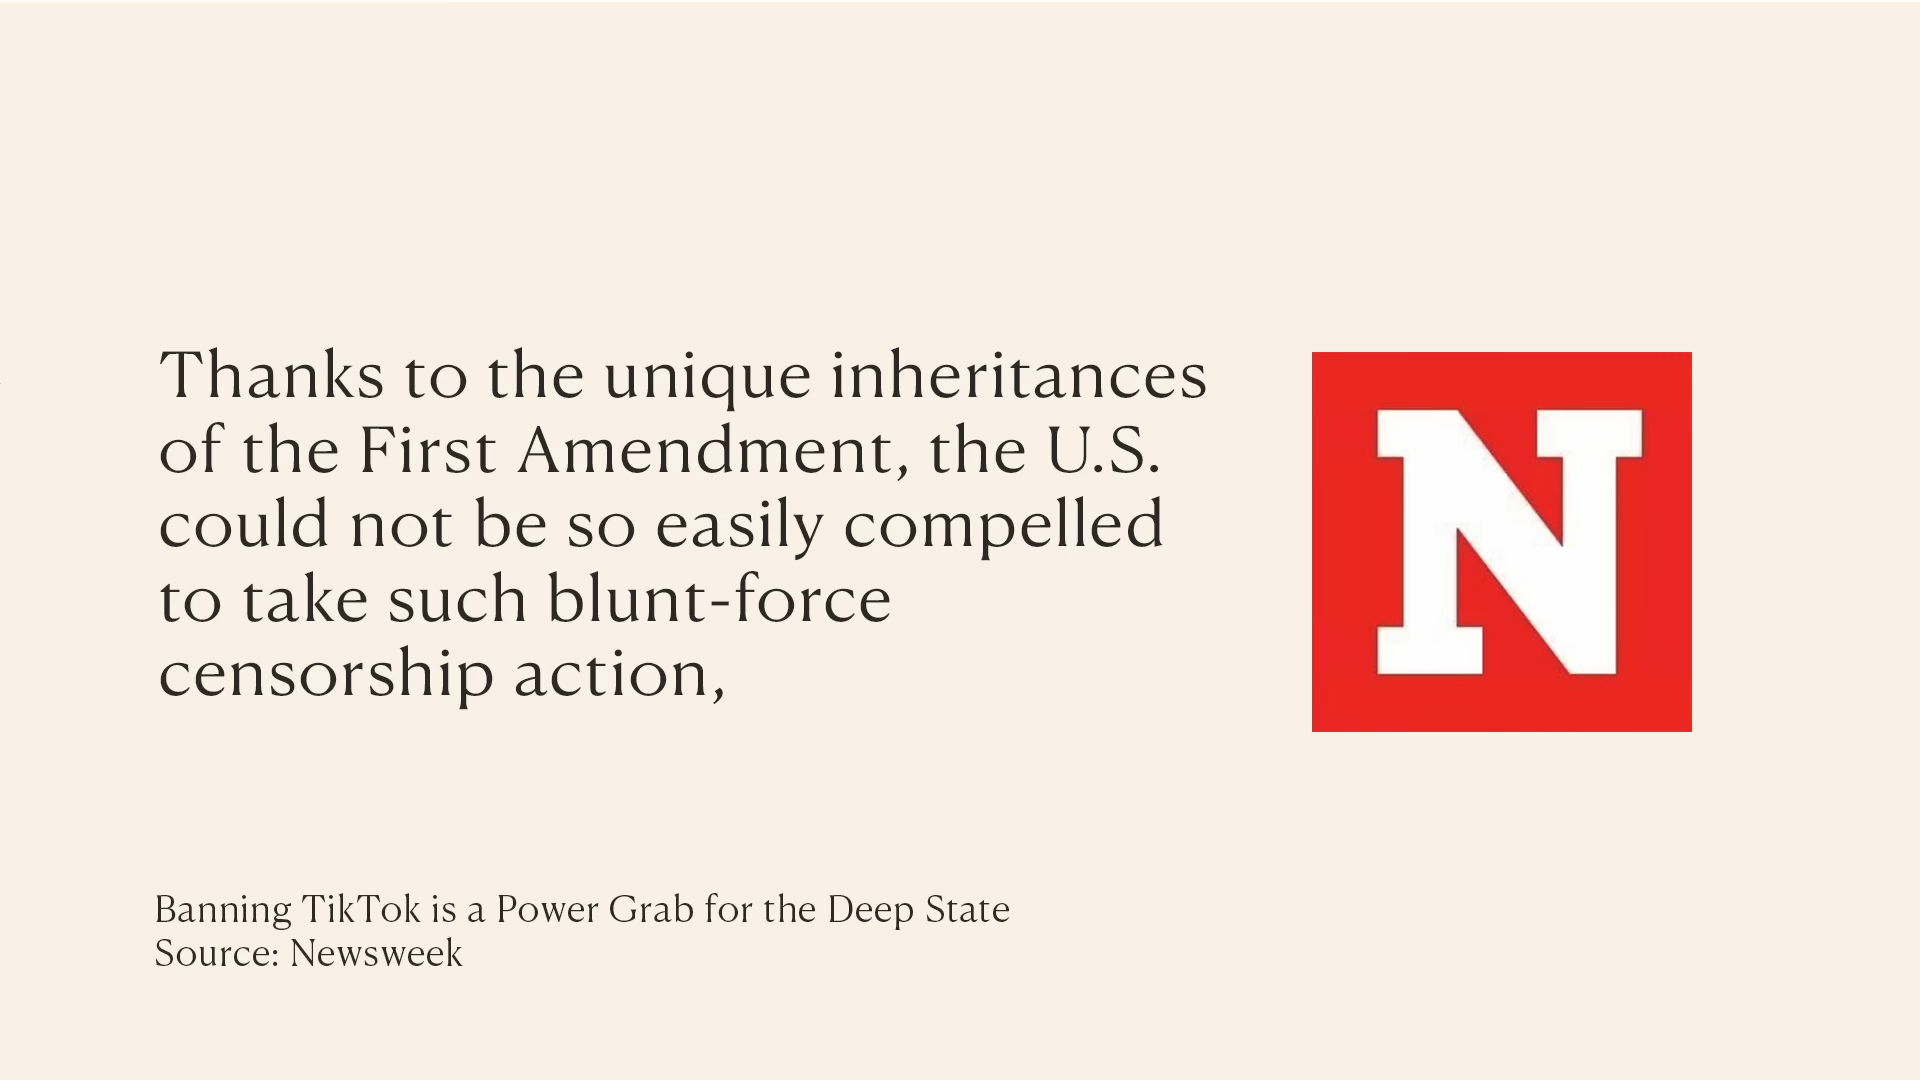 Thanks to the unique inheritances
of the First Amendment, the U.S.
could not be so easily compelled
to take such blunt-force
censorship action,
N
Banning TikTok is a Power Grab for the Deep State
Source: Newsweek